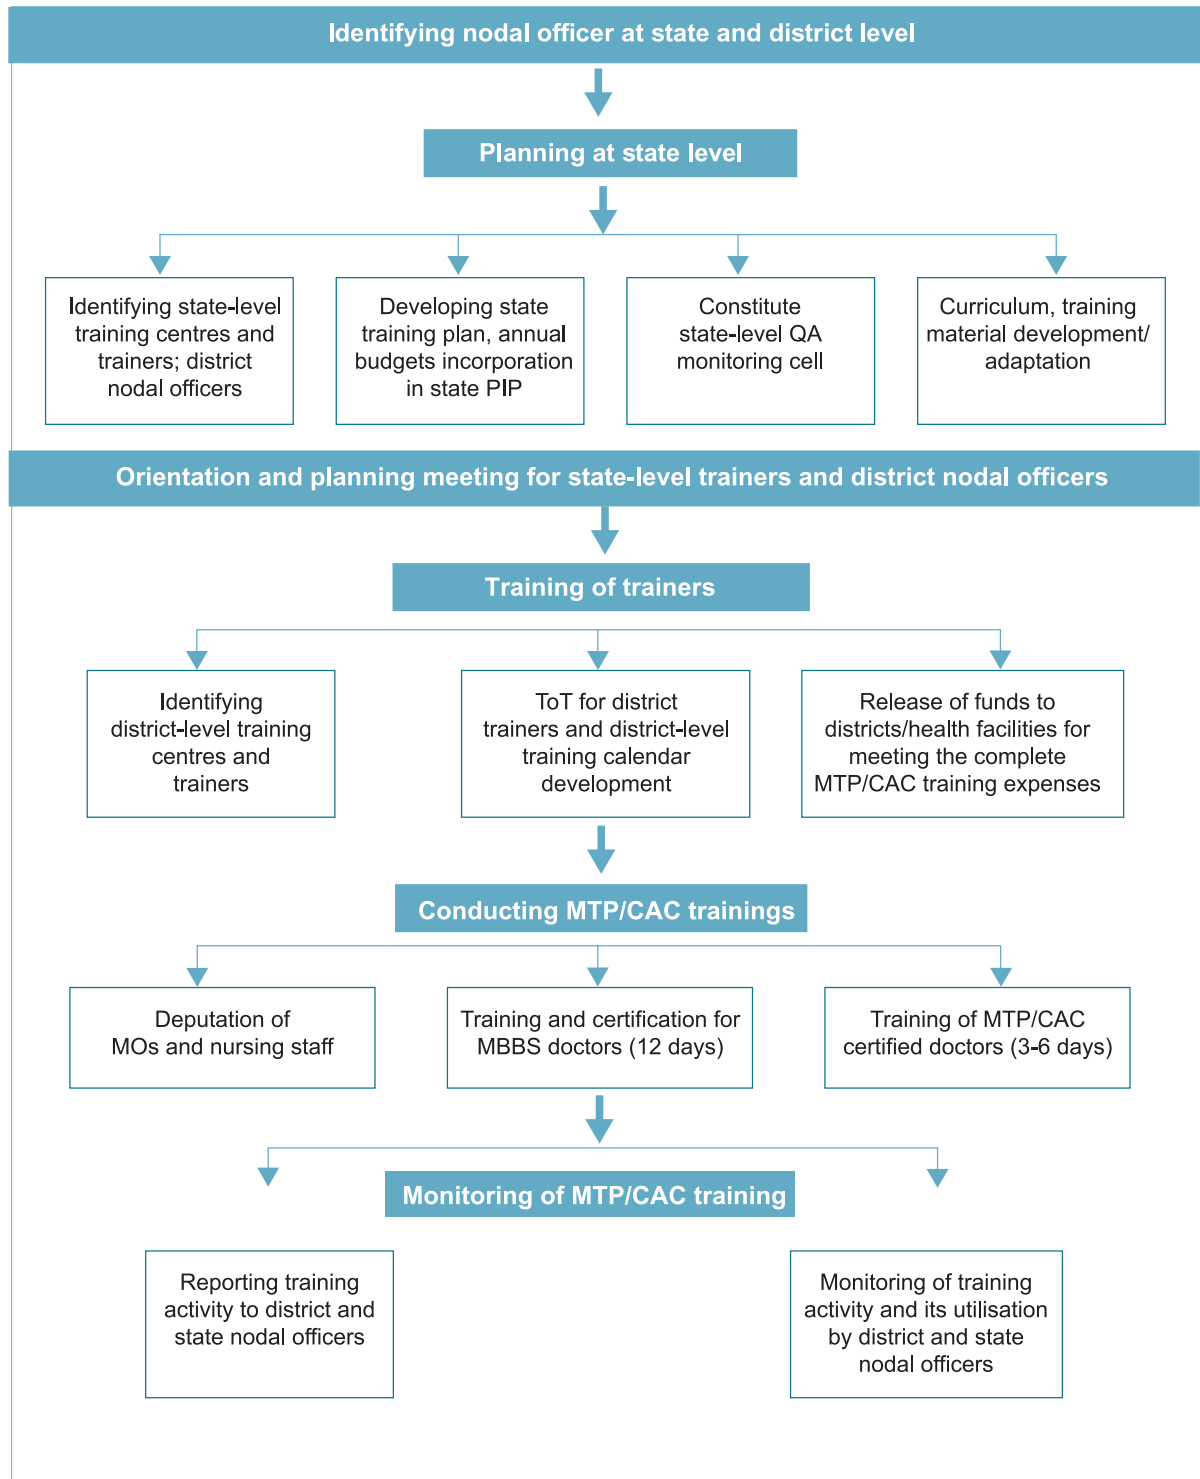 Identifying nodal officer at state and district level
Planning at state level
Identifying state-level
training centres and
trainers; district
nodal officers
Developing state
training plan, annual
budgets incorporation
in state PIP
Constitute
state-level QA
monitoring cell
Curriculum, training
material development/
adaptation
Orientation and planning meeting for state-level trainers and district nodal officers
Training of trainers
Identifying
district-level training
centres and
trainers
ToT for district
trainers and district-level
training calendar
development
Release of funds to
districts/health facilities for
meeting the complete
MTP/CAC training expenses
Conducting MTP/CAC trainings
Deputation of
MOs and nursing staff
Training and certification for
MBBS doctors (12 days)
Training of MTP/CAC
certified doctors (3-6 days)
Monitoring of MTP/CAC training
Reporting training
activity to district and
state nodal officers
Monitoring of training
activity and its utilisation
by district and state
nodal officers